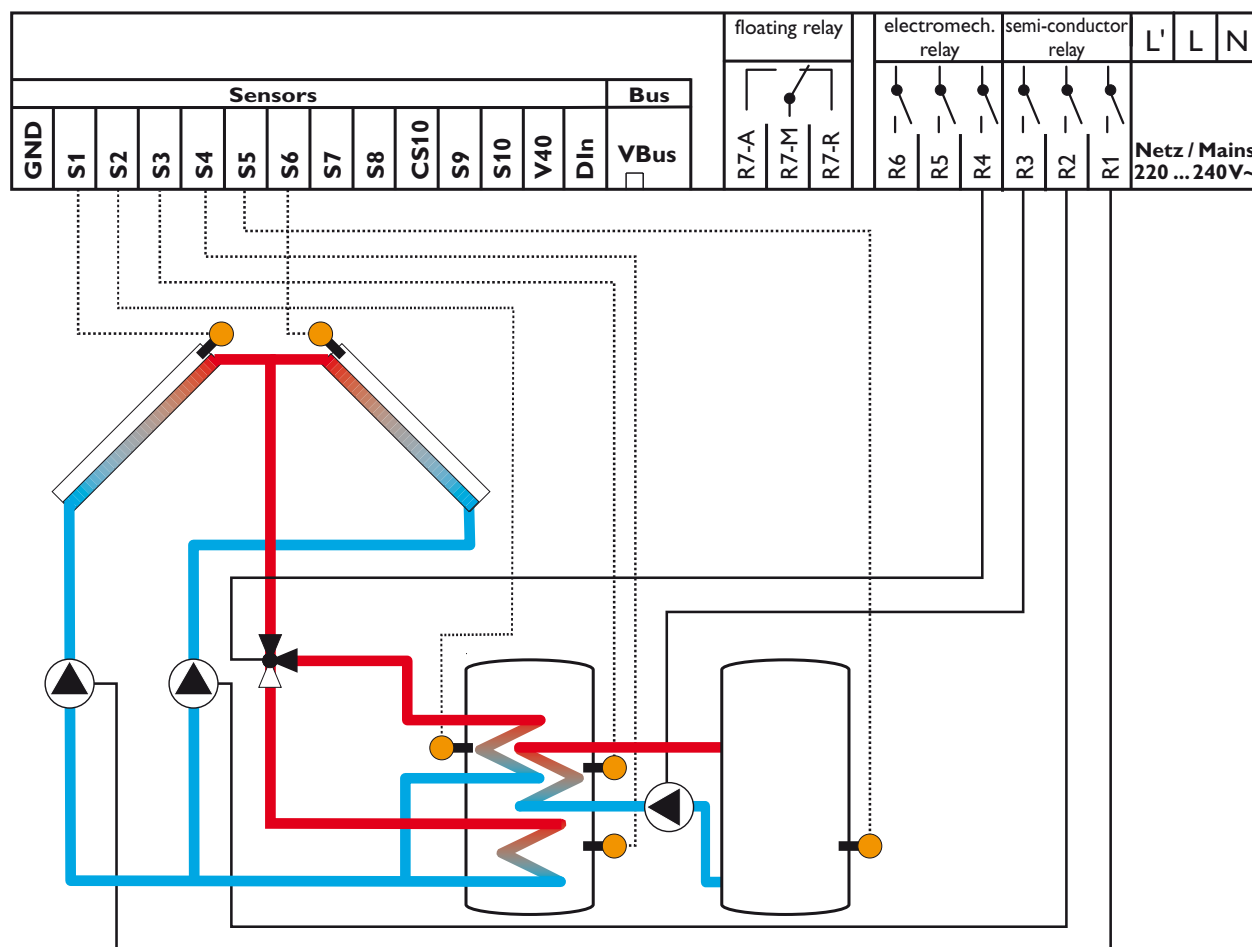 floating relay
electromech.
relay
semi-conductor
relay
L'
L
N
Sensors
Bus
GND
S1
S2
S3
S4
S5
S6
S7
S8
CS10
S9
S10
V40
DIn
VBus
R7-A
R7-M
R7-R
R6
R5
R4
R3
R2
R1
Netz / Mains
220 ... 240V~